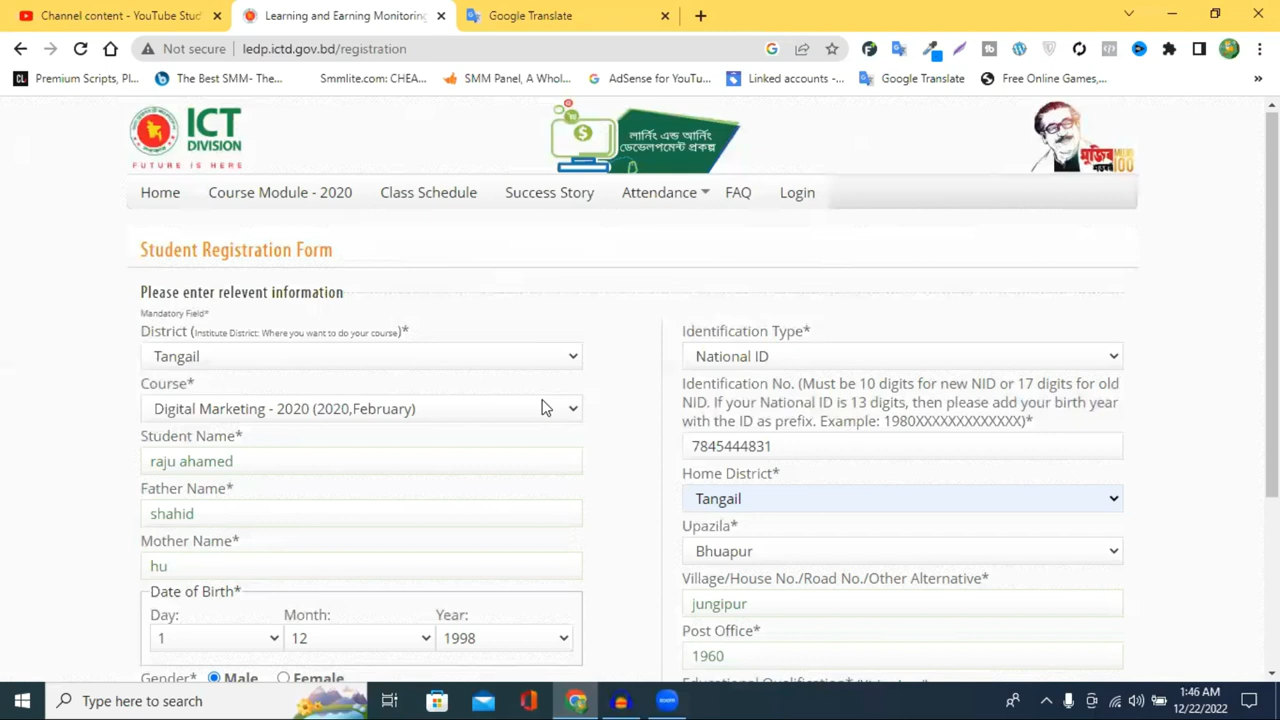 Channel content - YouTube Stud
Learning and Earning Monitoring
Google Translate
Not secure
ledp.ictd.gov.bd/registration
Premium Scripts, Pl...
The Best SMM- The...
Smmlite.com: CHEA...
SMM Panel, A Whol...
AdSense for YouTu...
Linked accounts -...
Google Translate
Free Online Games,...
ICT
DIVISION
FUTURE IS HERE
লার্নিং এন্ড আর্নিং
ডেভেলপমেন্ট প্রকল্প
মুজিব
100
Home
Course Module - 2020
Class Schedule
Success Story
Attendance
FAQ
Login
Student Registration Form
Please enter relevant information
Mandatory Field*
District (Institute District: Where you want to do your course)*
Tangail
Course*
Digital Marketing - 2020 (2020,February)
Student Name*
raju ahamed
Father Name*
shahid
Mother Name*
hu
Date of Birth*
Day:
Month:
Year:
1
12
1998
Gender*
Male
Female
Identification Type*
National ID
Identification No. (Must be 10 digits for new NID or 17 digits for old
NID. If your National ID is 13 digits, then please add your birth year
with the ID as prefix. Example: 1980XXXXXXXXXXXXX)*
7845444831
Home District*
Tangail
Upazila*
Bhuapur
Village/House No./Road No./Other Alternative*
jungipur
Post Office*
1960
Educational Qualification*
Type here to search
1:46 AM
12/22/2022